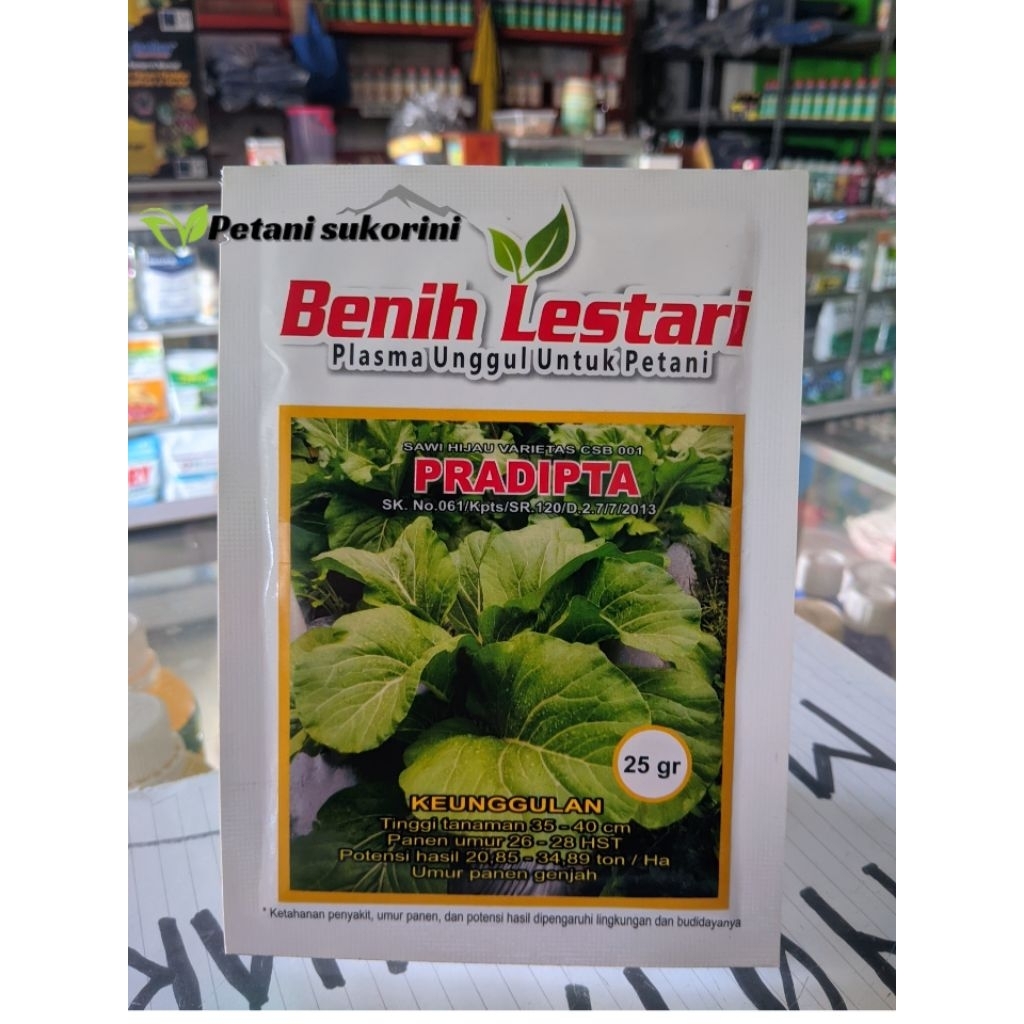 Petani sukorini
Benih Lestari
Plasma Unggul Untuk Petani
SAWI HIJAU VARIETAS CSB 001
PRADIPTA
SK. No.061/Kpts/SR.120/D.2.7/7/2013
25 gr
KEUNGGULAN
Tinggi tanaman 35 - 40 cm
Panen umur 26 - 28 HST
Potensi hasil 20,85 - 34,89 ton / Ha
Umur panen genjah
* Ketahanan penyakit, umur panen, dan potensi hasil dipengaruhi lingkungan dan budidayanya